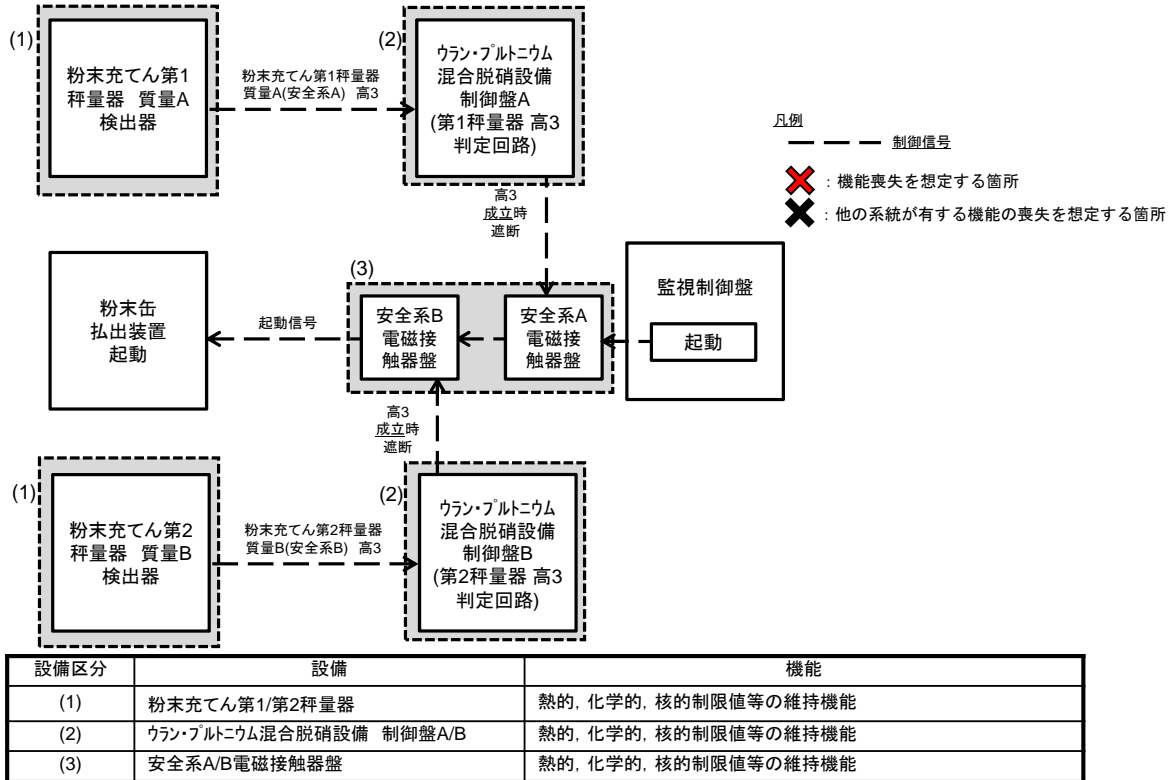 (1)
粉末充てん第1
秤量器 質量A
検出器
粉末充てん第1秤量器
質量A(安全系A) 高3
(2)
ウラン・プルトニウム
混合脱硝設備
制御盤A
(第1秤量器 高3
判定回路)
凡例
制御信号
：機能喪失を想定する箇所
：他の系統が有する機能の喪失を想定する箇所
高3
成立時
遮断
粉末缶
払出装置
起動
起動信号
(3)
安全系B
電磁接
触器盤
安全系A
電磁接
触器盤
監視制御盤
起動
高3
成立時
遮断
(1)
粉末充てん第2
秤量器 質量B
検出器
粉末充てん第2秤量器
質量B(安全系B) 高3
(2)
ウラン・プルトニウム
混合脱硝設備
制御盤B
(第2秤量器 高3
判定回路)
設備区分 設備 機能
(1) 粉末充てん第1/第2秤量器 熱的，化学的，核的制限値等の維持機能
(2) ウラン・プルトニウム混合脱硝設備 制御盤A/B 熱的，化学的，核的制限値等の維持機能
(3) 安全系A/B電磁接触器盤 熱的，化学的，核的制限値等の維持機能